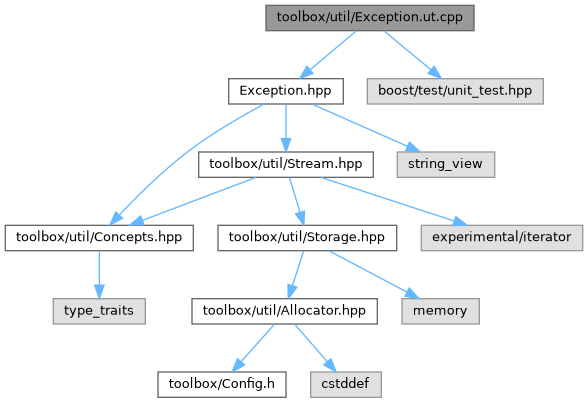 toolbox/util/Exception.ut.cpp
Exception.hpp
boost/test/unit_test.hpp
toolbox/util/Stream.hpp
string_view
toolbox/util/Concepts.hpp
toolbox/util/Storage.hpp
experimental/iterator
type_traits
toolbox/util/Allocator.hpp
memory
toolbox/Config.h
cstddef